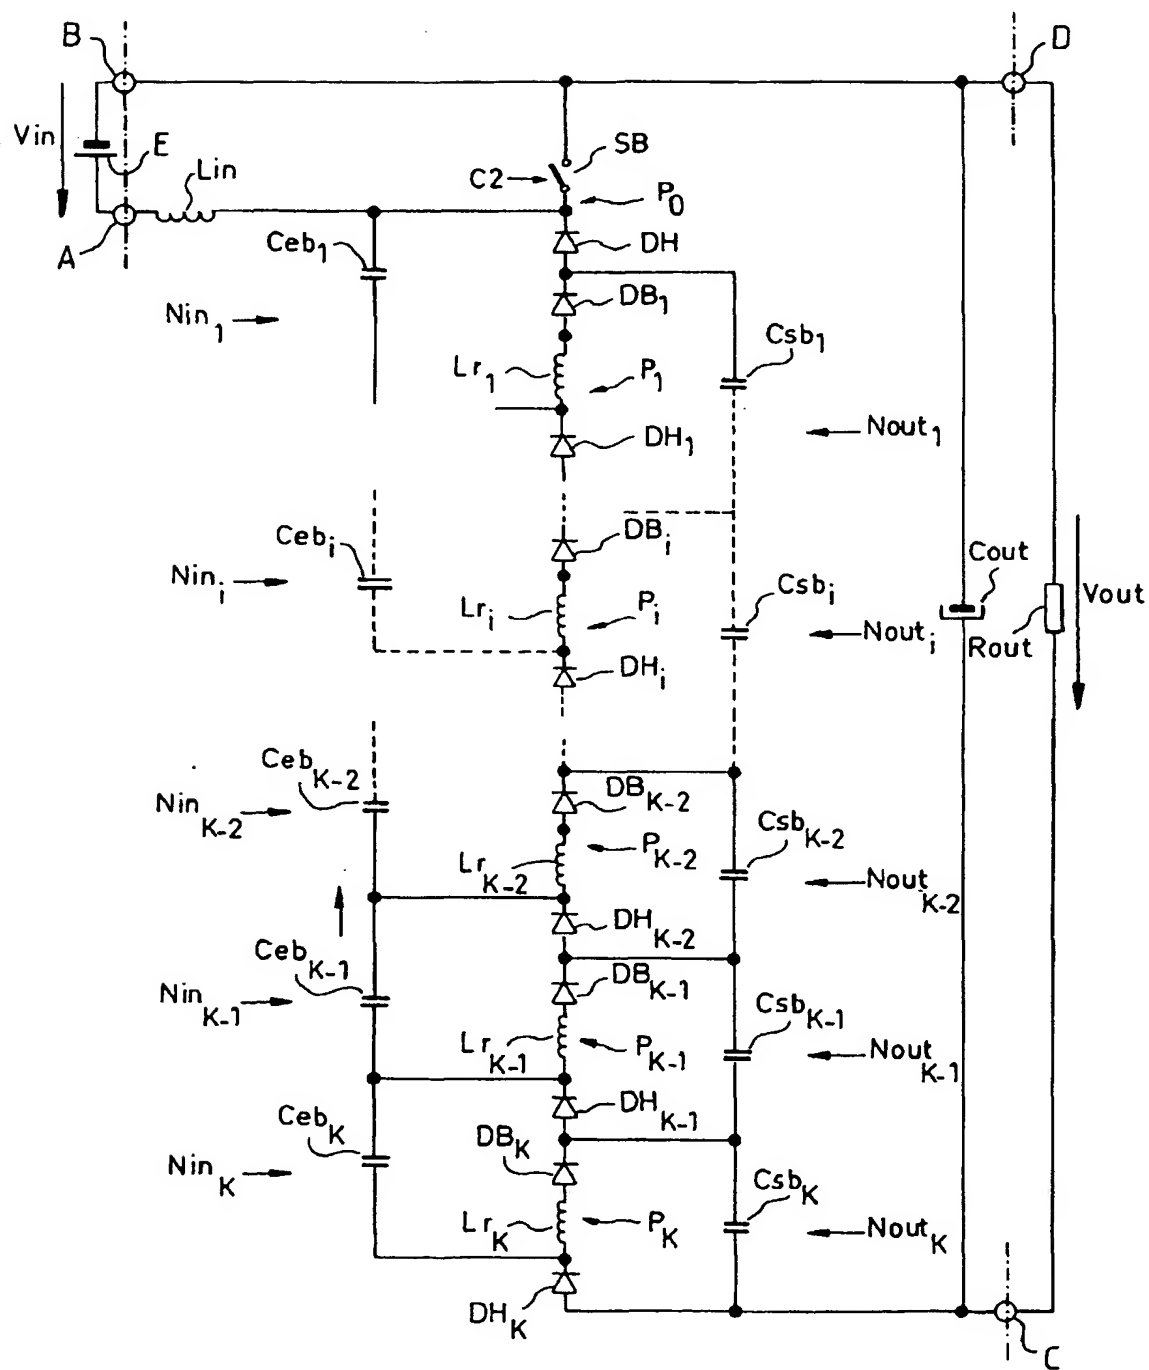 B
D
Vin
E
SB
Lin
C2
P0
A
Ceb1
DH
DB1
Nin1
Csb1
Lr1
P1
Nout1
DH1
Cebi
DBi
Cout
Nini
Csbi
Vout
Lri
Pi
Nouti
Rout
DHi
CebK-2
DBK-2
NinK-2
CsbK-2
PK-2
LrK-2
NoutK-2
DHK-2
CebK-1
DBK-1
NinK-1
CsbK-1
LrK-1
PK-1
NoutK-1
CebK
DHK-1
DBK
NinK
CsbK
LrK
PK
NoutK
DHK
C